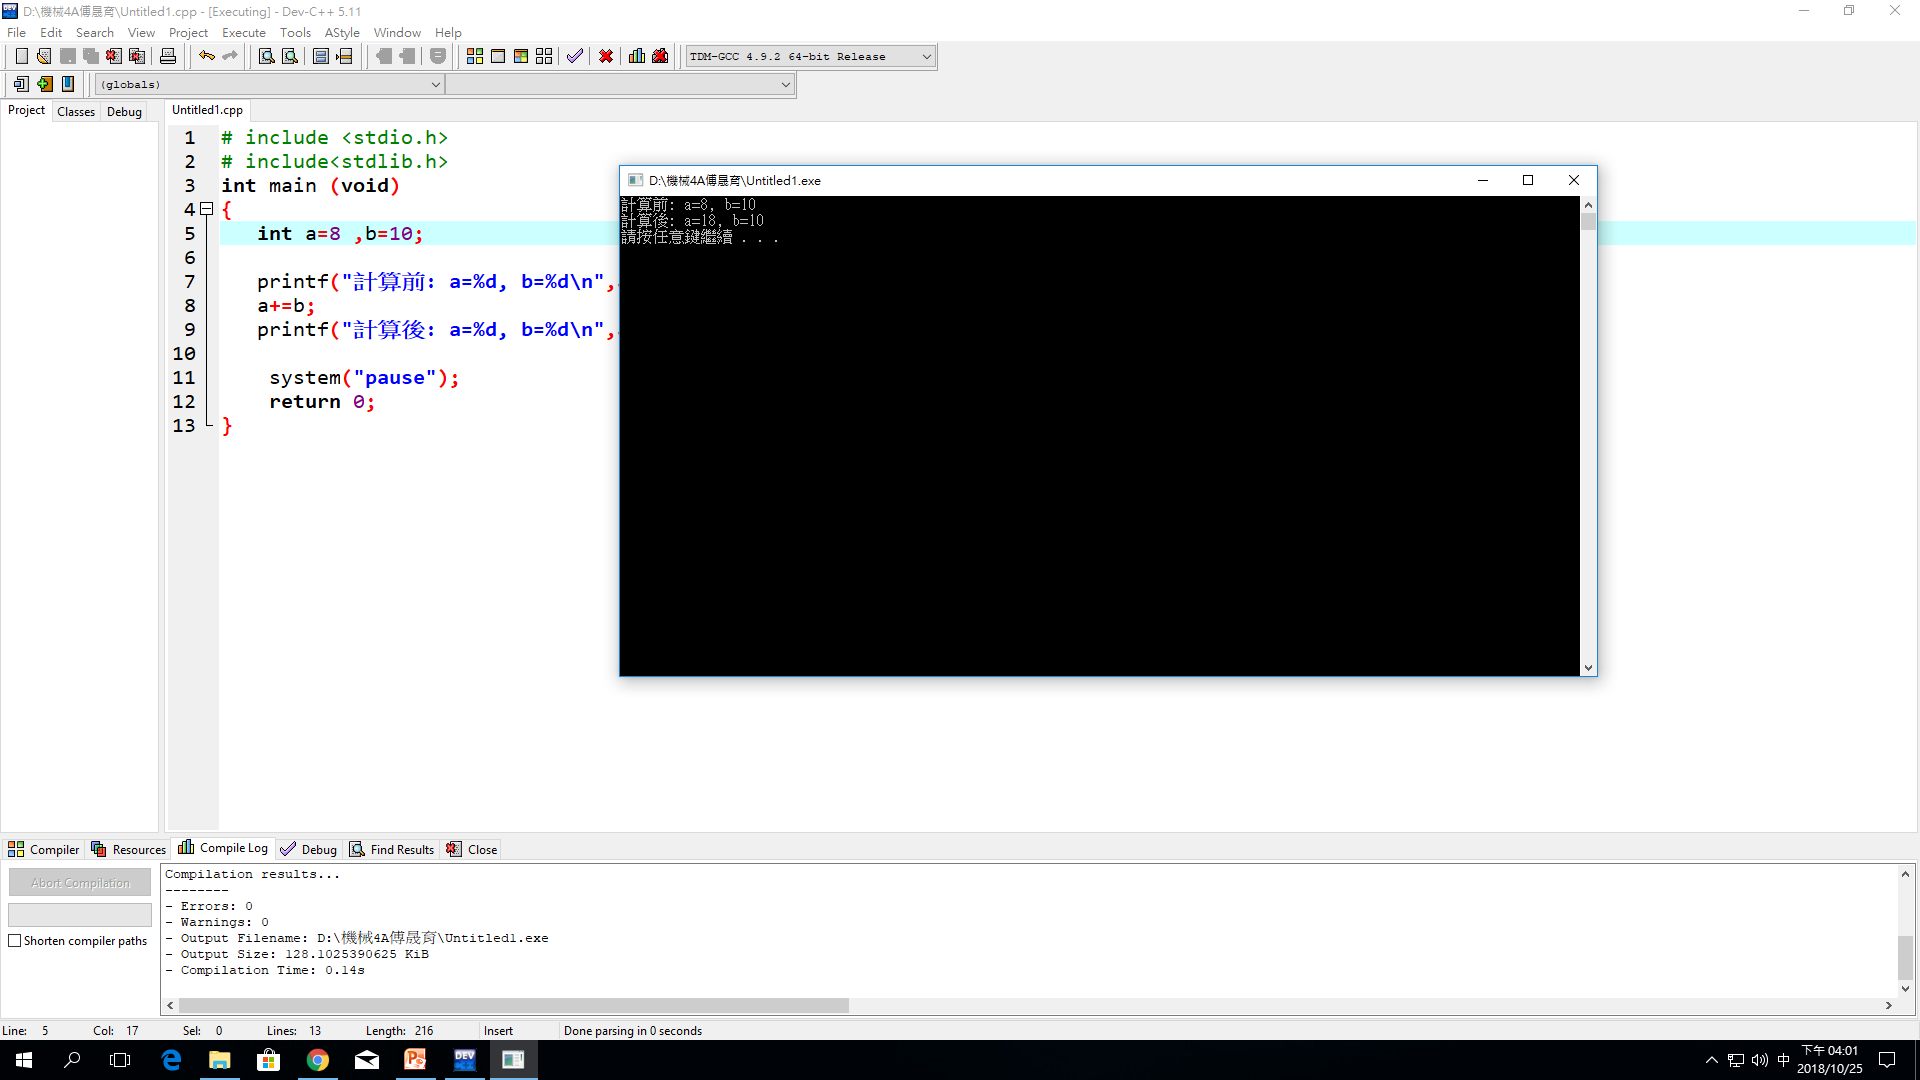 D:\機械4A傅晟育\Untitled1.cpp - [Executing] - Dev-C++ 5.11
File Edit Search View Project Execute Tools AStyle Window Help
TDM-GCC 4.9.2 64-bit Release
(globals)
Project Classes Debug
Untitled1.cpp
1 # include <stdio.h>
2 # include<stdlib.h>
3 int main (void)
4 {
5 int a=8 ,b=10;
6
7 printf("計算前: a=%d, b=%d\n",
8 a+=b;
9 printf("計算後: a=%d, b=%d\n",
10
11 system("pause");
12 return 0;
13 }
D:\機械4A傅晟育\Untitled1.exe
計算前: a=8, b=10
計算後: a=18, b=10
請按任意鍵繼續 . . .
Compiler Resources Compile Log Debug Find Results Close
Abort Compilation
Shorten compiler paths
Compilation results...
--------
- Errors: 0
- Warnings: 0
- Output Filename: D:\機械4A傅晟育\Untitled1.exe
- Output Size: 128.1025390625 KiB
- Compilation Time: 0.14s
Line: 5 Col: 17 Sel: 0 Lines: 13 Length: 216 Insert Done parsing in 0 seconds
DEV
中
下午 04:01
2018/10/25